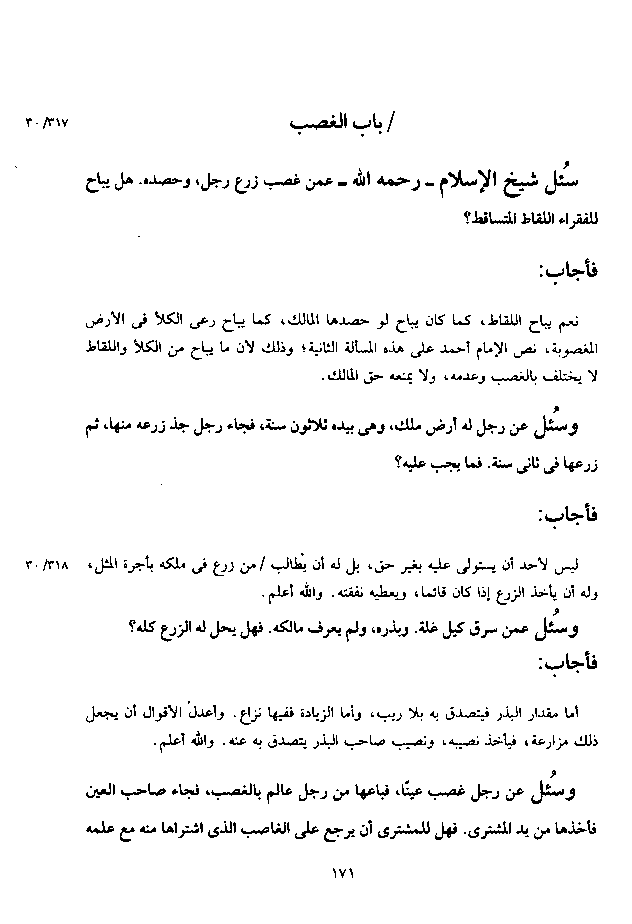 / باب الغصب ٣٠/٣١٧
سُئل شيخ الإسلام ـ رحمه الله ـ عمن غصب زرع رجل، وحصده. هل يباح
للفقراء اللقاط المتساقط؟
فأجاب:
نعم يباح اللقاط، كما كان يباح لو حصدها المالك، كما يباح رعى الكلأ فى الأرض
المغصوبة، نص الإمام أحمد على هذه المسألة الثانية؛ وذلك لأن ما يباح من الكلأ واللقاط
لا يختلف بالغصب وعدمه، ولا يمنعه حق المالك.
وسُئل عن رجل له أرض ملك، وهى بيده ثلاثون سنة، فجاء رجل جذ زرعه منها، ثم
زرعها فى ثانى سنة. فما يجب عليه؟
فأجاب:
ليس لأحد أن يستولى عليه بغير حق، بل له أن يُطالب / من زرع فى ملكه بأجرة المثل، ٣٠/٣١٨
وله أن يأخذ الزرع إذا كان قائما، ويعطيه نفقته. والله أعلم.
وسُئل عمن سرق كيل غلة. وبذره، ولم يعرف مالكه. فهل يحل له الزرع كله؟
فأجاب:
أما مقدار البذر فيتصدق به بلا ريب، وأما الزيادة ففيها نزاع. وأعدلُ الأقوال أن يجعل
ذلك مزارعة، فيأخذ نصيبه، ونصيب صاحب البذر يتصدق به عنه. والله أعلم.
وسُئل عن رجل غصب عينًا، فباعها من رجل عالم بالغصب، فجاء صاحب العين
فأخذها من يد المشترى. فهل للمشترى أن يرجع على الغاصب الذى اشتراها منه مع علمه
١٧١